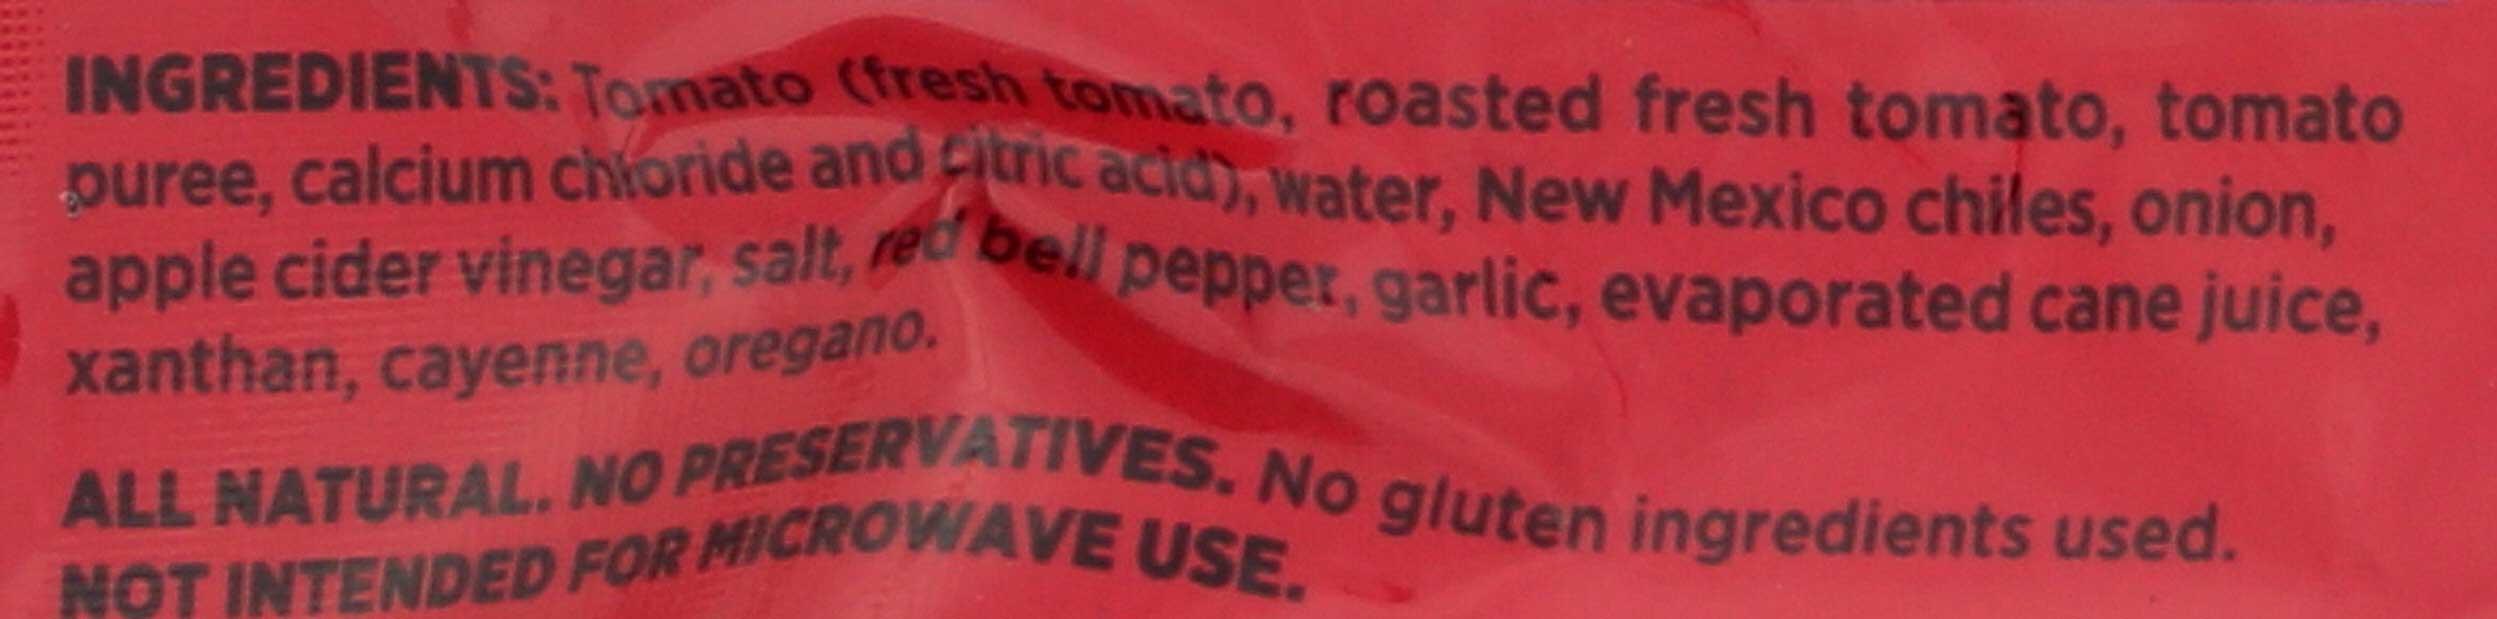 INGREDIENTS: Tomato (fresh tomato, roasted fresh tomato, tomato
puree, calcium chloride and citric acid), water, New Mexico chiles, onion,
apple cider vinegar, salt, red bell pepper, garlic, evaporated cane juice,
xanthan, cayenne, oregano.
ALL NATURAL. NO PRESERVATIVES. No gluten ingredients used.
NOT INTENDED FOR MICROWAVE USE.